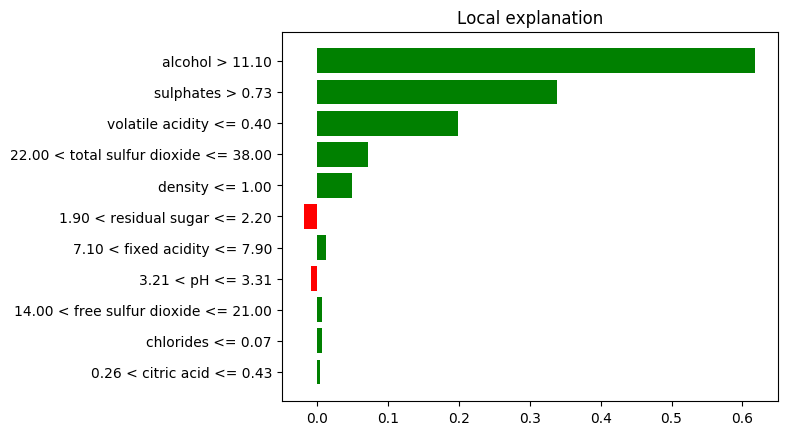 Local explanation
alcohol > 11.10
sulphates > 0.73
volatile acidity <= 0.40
22.00 < total sulfur dioxide <= 38.00
density <= 1.00
1.90 < residual sugar <= 2.20
7.10 < fixed acidity <= 7.90
3.21 < pH <= 3.31
14.00 < free sulfur dioxide <= 21.00
chlorides <= 0.07
0.26 < citric acid <= 0.43
0.0 0.1 0.2 0.3 0.4 0.5 0.6